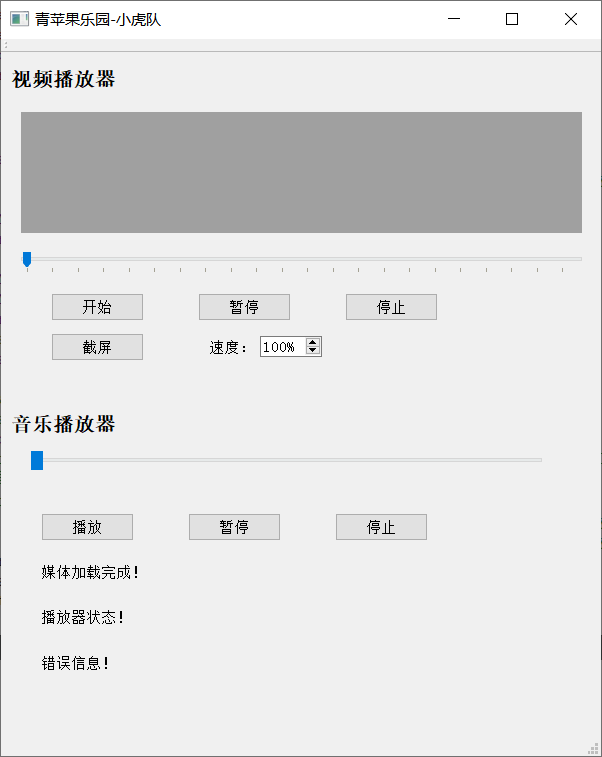 青苹果乐园-小虎队
视频播放器
开始 暂停 停止
截屏 速度： 100%
音乐播放器
播放 暂停 停止
媒体加载完成!
播放器状态!
错误信息!